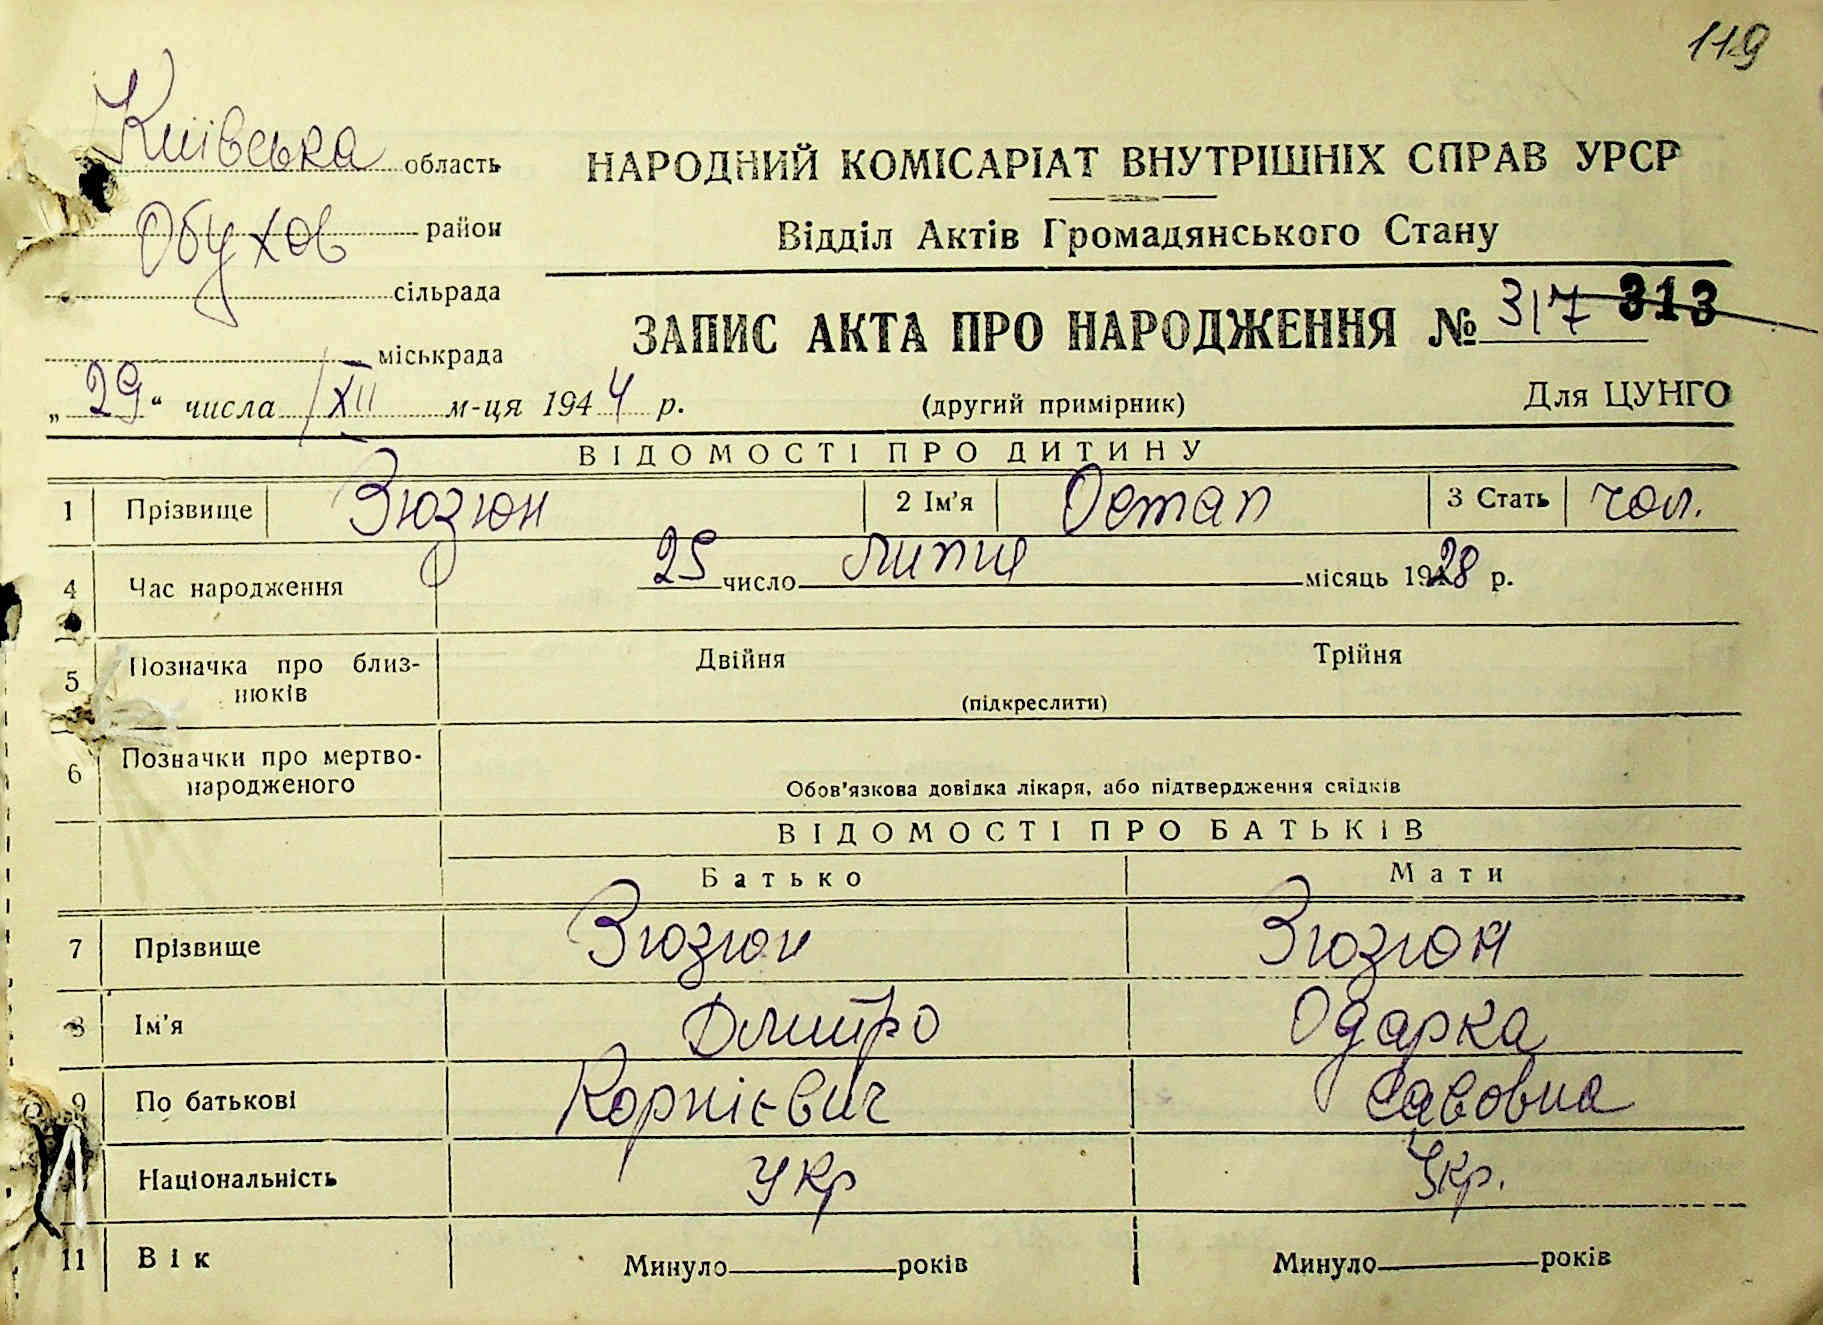 119
Київська область
Обухов район
сільрада
міськрада
НАРОДНИЙ КОМІСАРІАТ ВНУТРІШНІХ СПРАВ УРСР
Відділ Актів Громадянського Стану
ЗАПИС АКТА ПРО НАРОДЖЕННЯ № 317 313
„29“ числа XII м-ця 1944 р.
(другий примірник)
Для ЦУНГО
ВІДОМОСТІ ПРО ДИТИНУ
1 Прізвище Зюзюн 2 Ім'я Остап 3 Стать чол.
4 Час народження 25 число липня місяць 1928 р.
5 Позначка про близнюків Двійня Трійня
(підкреслити)
6 Позначки про мертвонародженого
Обов'язкова довідка лікаря, або підтвердження свідків
ВІДОМОСТІ ПРО БАТЬКІВ
Батько Мати
7 Прізвище Зюзюн Зюзюн
8 Ім'я Дмитро Одарка
9 По батькові Корнієвич Савовна
Національність Укр Укр.
11 Вік Минуло років Минуло років